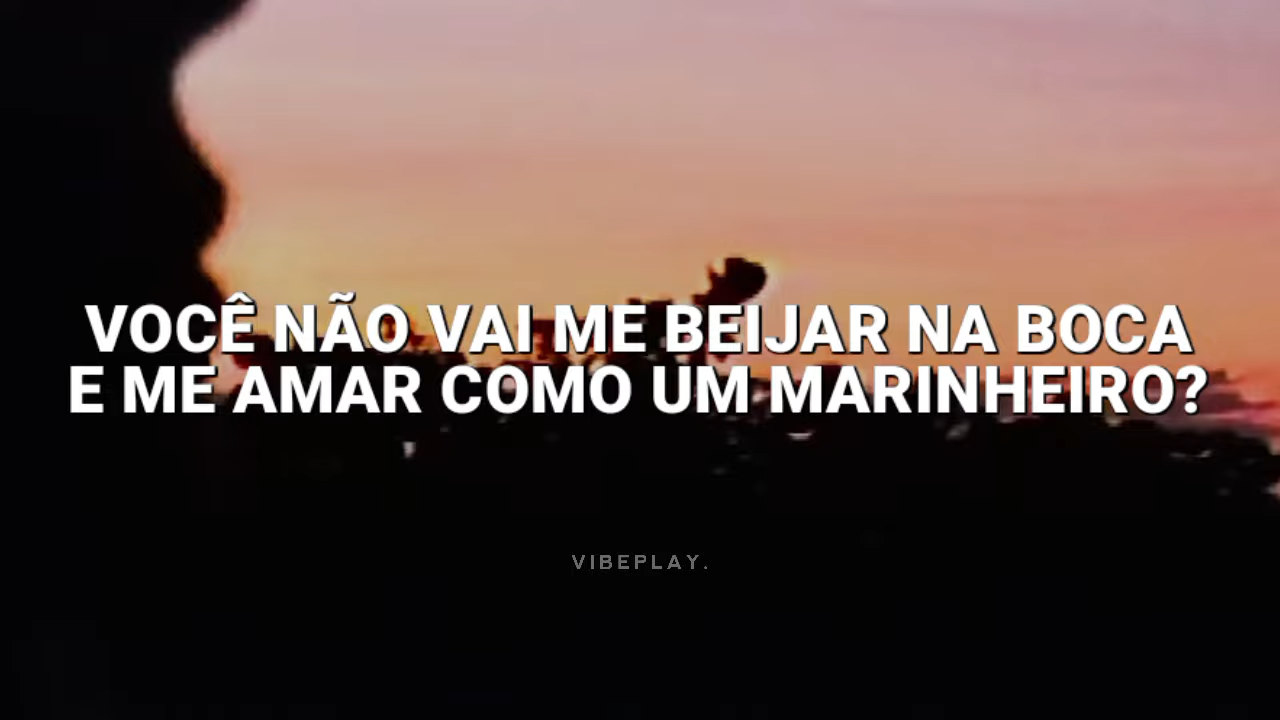 VOCÊ NÃO VAI ME BEIJAR NA BOCA
E ME AMAR COMO UM MARINHEIRO?
VIBEPLAY.